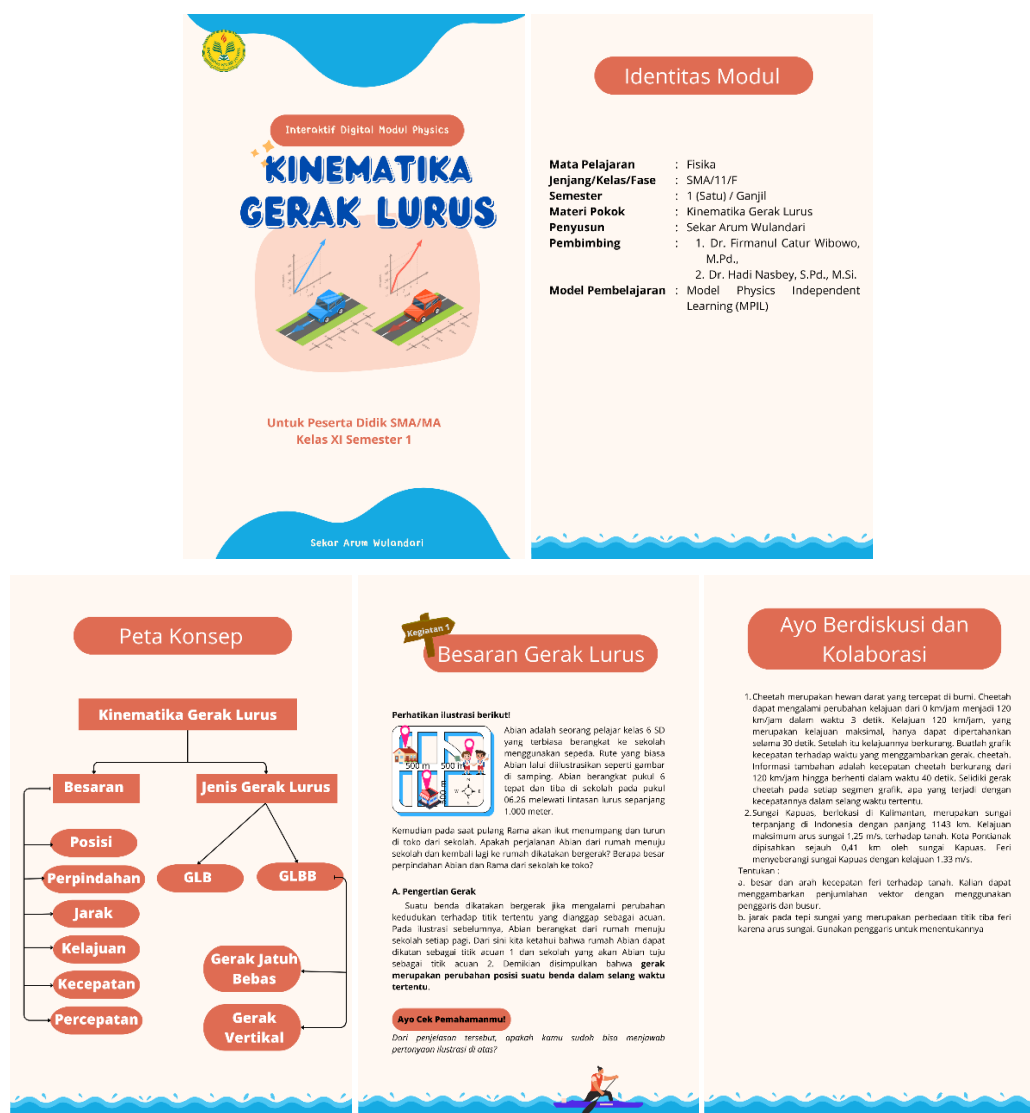 Interaktif Digital Modul Physics
KINEMATIKA
GERAK LURUS
Untuk Peserta Didik SMA/MA
Kelas XI Semester 1
Sekar Arum Wulandari
Identitas Modul
Mata Pelajaran : Fisika
Jenjang/Kelas/Fase : SMA/11/F
Semester : 1 (Satu) / Ganjil
Materi Pokok : Kinematika Gerak Lurus
Penyusun : Sekar Arum Wulandari
Pembimbing : 1. Dr. Firmanul Catur Wibowo,
M.Pd.,
2. Dr. Hadi Nasbey, S.Pd., M.Si.
Model Pembelajaran : Model Physics Independent
Learning (MPIL)
Peta Konsep
Kinematika Gerak Lurus
Besaran
Jenis Gerak Lurus
Posisi
Perpindahan
Jarak
Kelajuan
Kecepatan
Percepatan
GLB
GLBB
Gerak Jatuh
Bebas
Gerak
Vertikal
Kegiatan 1
Besaran Gerak Lurus
Perhatikan ilustrasi berikut!
500 m 500
Abian adalah seorang pelajar kelas 6 SD
yang terbiasa berangkat ke sekolah
menggunakan sepeda. Rute yang biasa
Abian lalui diilustrasikan seperti gambar
di samping. Abian berangkat pukul 6
tepat dan tiba di sekolah pada pukul
06.26 melewati lintasan lurus sepanjang
1.000 meter.
Kemudian pada saat pulang Rama akan ikut menumpang dan turun
di toko dari sekolah. Apakah perjalanan Abian dari rumah menuju
sekolah dan kembali lagi ke rumah dikatakan bergerak? Berapa besar
perpindahan Abian dan Rama dari sekolah ke toko?
A. Pengertian Gerak
Suatu benda dikatakan bergerak jika mengalami perubahan
kedudukan terhadap titik tertentu yang dianggap sebagai acuan.
Pada ilustrasi sebelumnya, Abian berangkat dari rumah menuju
sekolah setiap pagi. Dari sini kita ketahui bahwa rumah Abian dapat
dikatan sebagai titik acuan 1 dan sekolah yang akan Abian tuju
sebagai titik acuan 2. Demikian disimpulkan bahwa gerak
merupakan perubahan posisi suatu benda dalam selang waktu
tertentu.
Ayo Cek Pemahamanmu!
Dari penjelasan tersebut, apakah kamu sudah bisa menjawab
pertanyaan ilustrasi di atas?
Ayo Berdiskusi dan
Kolaborasi
1. Cheetah merupakan hewan darat yang tercepat di bumi. Cheetah
dapat mengalami perubahan kelajuan dari 0 km/jam menjadi 120
km/jam dalam waktu 3 detik. Kelajuan 120 km/jam, yang
merupakan kelajuan maksimal, hanya dapat dipertahankan
selama 30 detik. Setelah itu kelajuannya berkurang. Buatlah grafik
kecepatan terhadap waktu yang menggambarkan gerak. cheetah.
Informasi tambahan adalah kecepatan cheetah berkurang dari
120 km/jam hingga berhenti dalam waktu 40 detik. Selidiki gerak
cheetah pada setiap segmen grafik, apa yang terjadi dengan
kecepatannya dalam selang waktu tertentu.
2. Sungai Kapuas, berlokasi di Kalimantan, merupakan sungai
terpanjang di Indonesia dengan panjang 1143 km. Kelajuan
maksimum arus sungai 1,25 m/s, terhadap tanah. Kota Pontianak
dipisahkan sejauh 0,41 km oleh sungai Kapuas. Feri
menyeberangi sungai Kapuas dengan kelajuan 1.33 m/s.
Tentukan :
a. besar dan arah kecepatan feri terhadap tanah. Kalian dapat
menggambarkan penjumlahan vektor dengan menggunakan
penggaris dan busur.
b. jarak pada tepi sungai yang merupakan perbedaan titik tiba feri
karena arus sungai. Gunakan penggaris untuk menentukannya